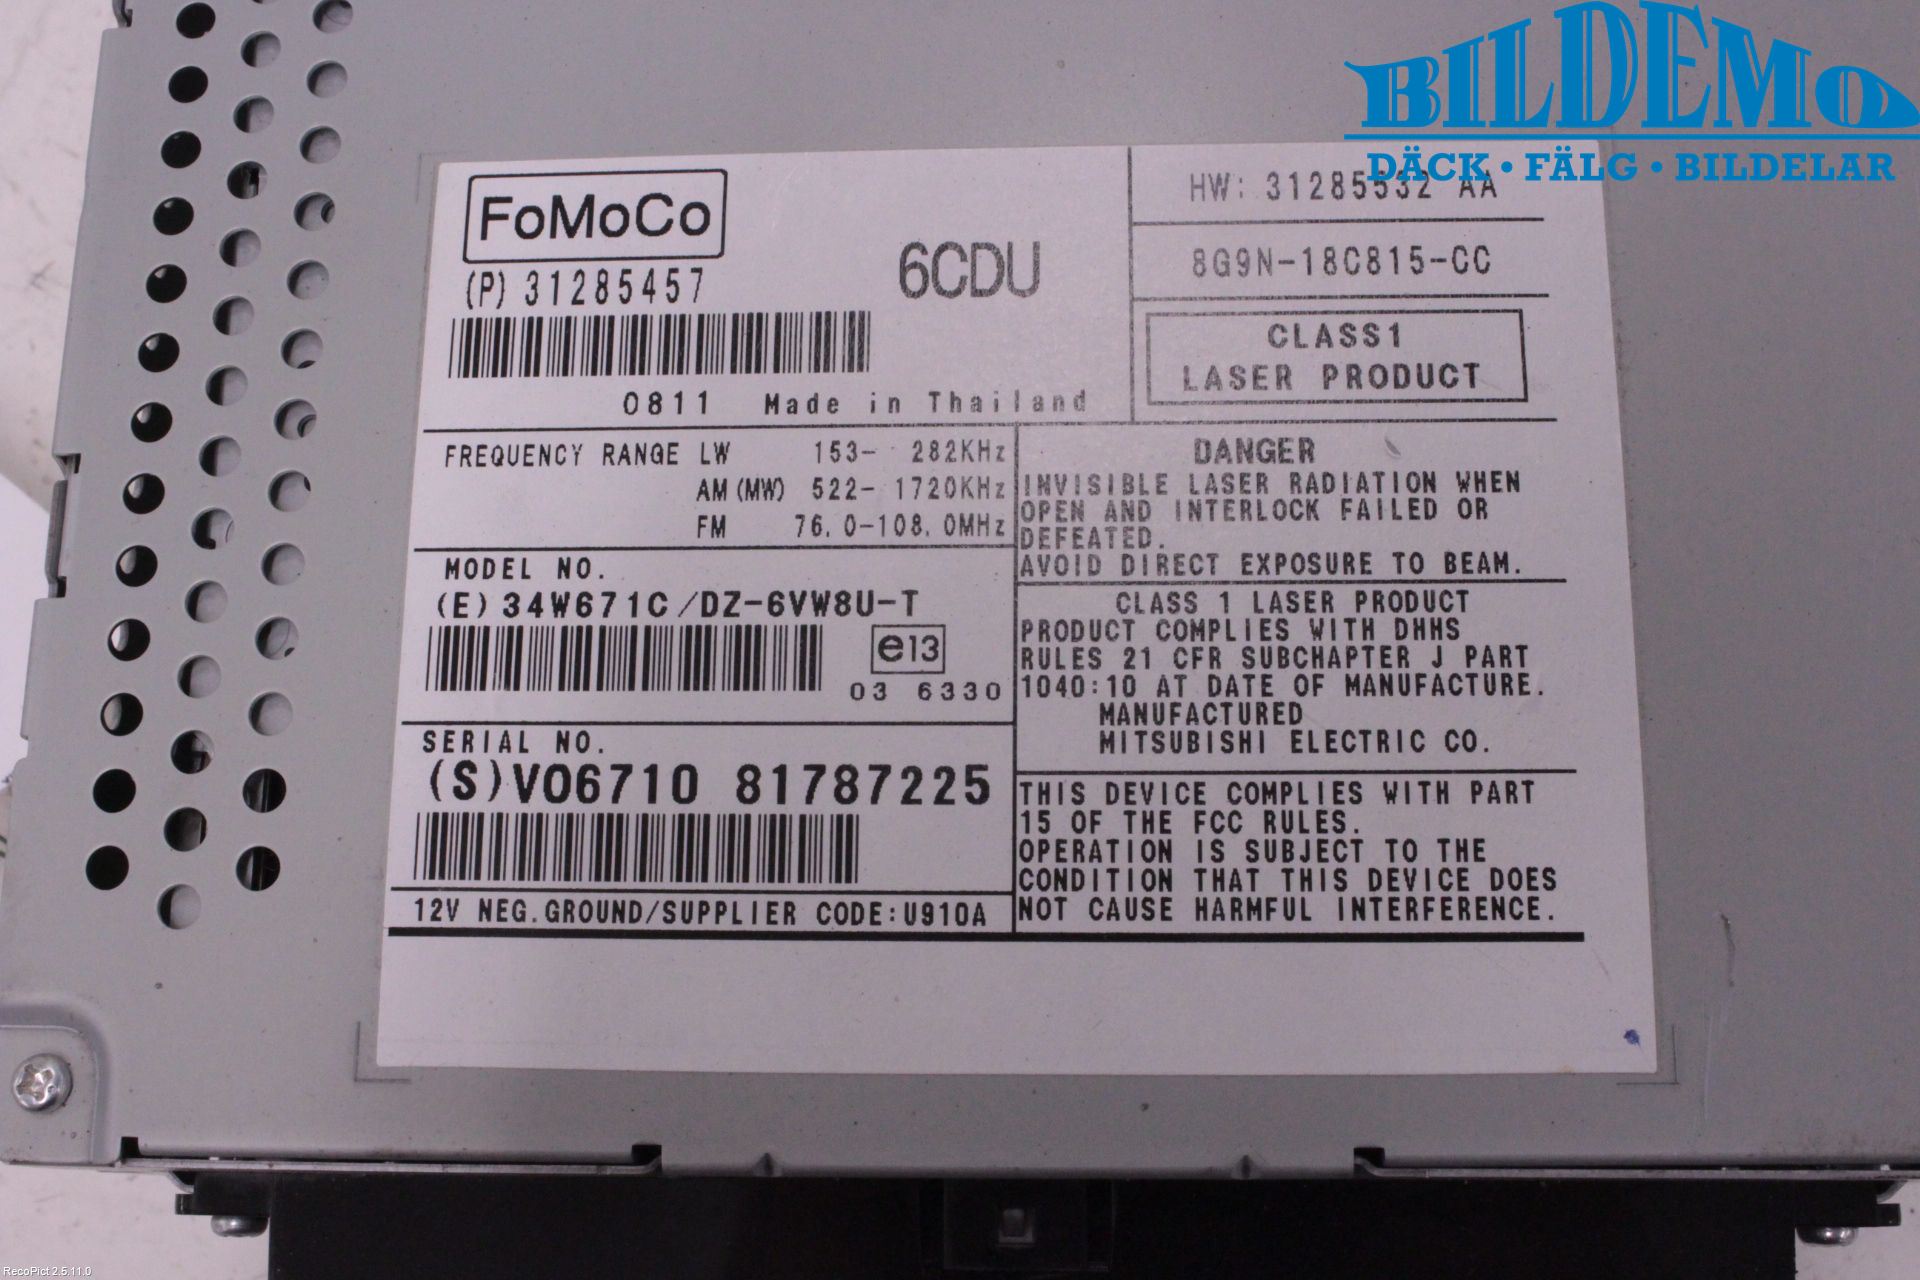 BILDEMO
DÄCK • FÄLG • BILDELAR
FoMoCo
(P) 31285457
6CDU
0811 Made in Thailand
HW: 31285532 AA
8G9N-18C815-CC
CLASS1
LASER PRODUCT
FREQUENCY RANGE LW 153- 282KHz
AM (MW) 522- 1720KHz
FM 76.0-108.0MHz
DANGER
INVISIBLE LASER RADIATION WHEN
OPEN AND INTERLOCK FAILED OR
DEFEATED.
AVOID DIRECT EXPOSURE TO BEAM.
MODEL NO.
(E) 34W671C/DZ-6VW8U-T
e13
03 6330
CLASS 1 LASER PRODUCT
PRODUCT COMPLIES WITH DHHS
RULES 21 CFR SUBCHAPTER J PART
1040:10 AT DATE OF MANUFACTURE.
MANUFACTURED
MITSUBISHI ELECTRIC CO.
SERIAL NO.
(S)VO6710 81787225
THIS DEVICE COMPLIES WITH PART
15 OF THE FCC RULES.
OPERATION IS SUBJECT TO THE
CONDITION THAT THIS DEVICE DOES
NOT CAUSE HARMFUL INTERFERENCE.
12V NEG.GROUND/SUPPLIER CODE:U910A
RecoPict 2.5.11.0